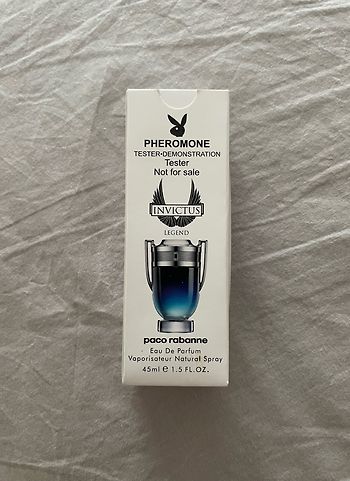 PHEROMONE
TESTER•DEMONSTRATION
Tester
Not for sale
INVICTUS
LEGEND
paco rabanne
Eau De Parfum
Vaporisateur Natural Spray
45ml ℮ 1.5 FL.OZ.